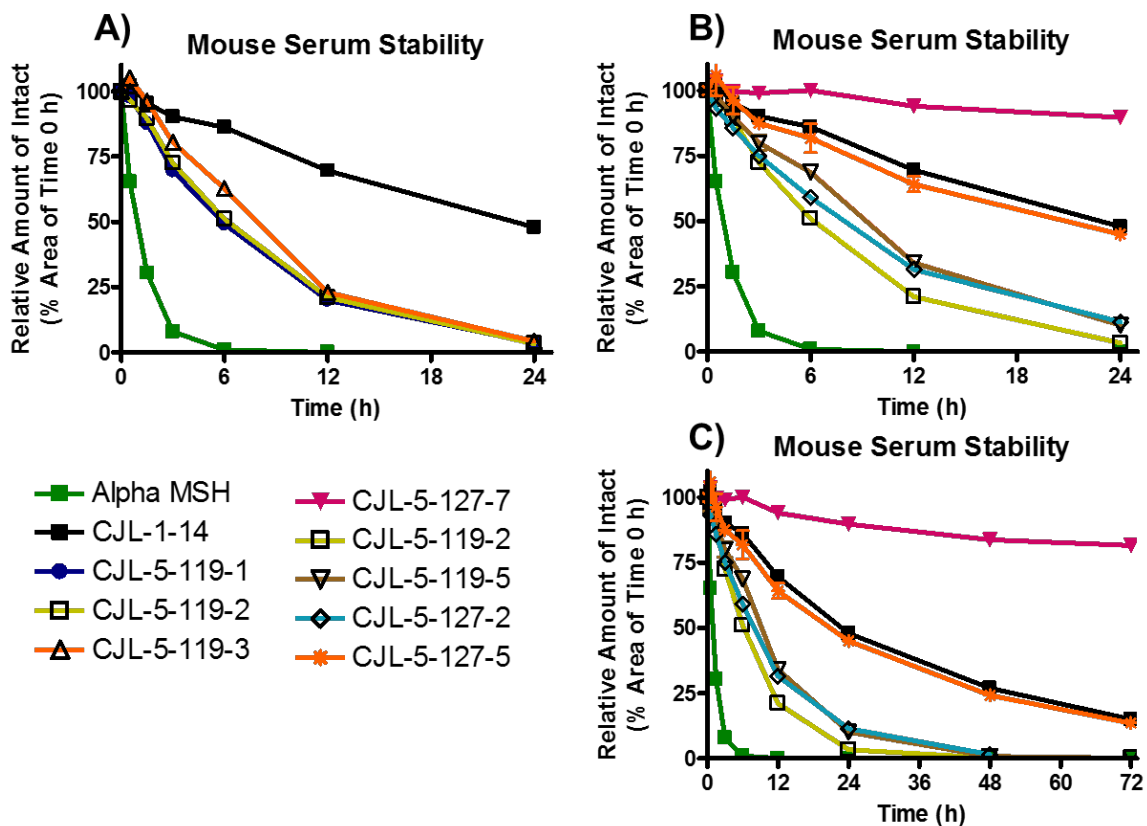 A)
Mouse Serum Stability
Relative Amount of Intact
(% Area of Time 0 h)
100
75
50
25
0
0 6 12 18 24
Time (h)
B)
Mouse Serum Stability
Relative Amount of Intact
(% Area of Time 0 h)
100
75
50
25
0
0 6 12 18 24
Time (h)
Alpha MSH
CJL-1-14
CJL-5-119-1
CJL-5-119-2
CJL-5-119-3
CJL-5-127-7
CJL-5-119-2
CJL-5-119-5
CJL-5-127-2
CJL-5-127-5
C)
Mouse Serum Stability
Relative Amount of Intact
(% Area of Time 0 h)
100
75
50
25
0
0 12 24 36 48 60 72
Time (h)